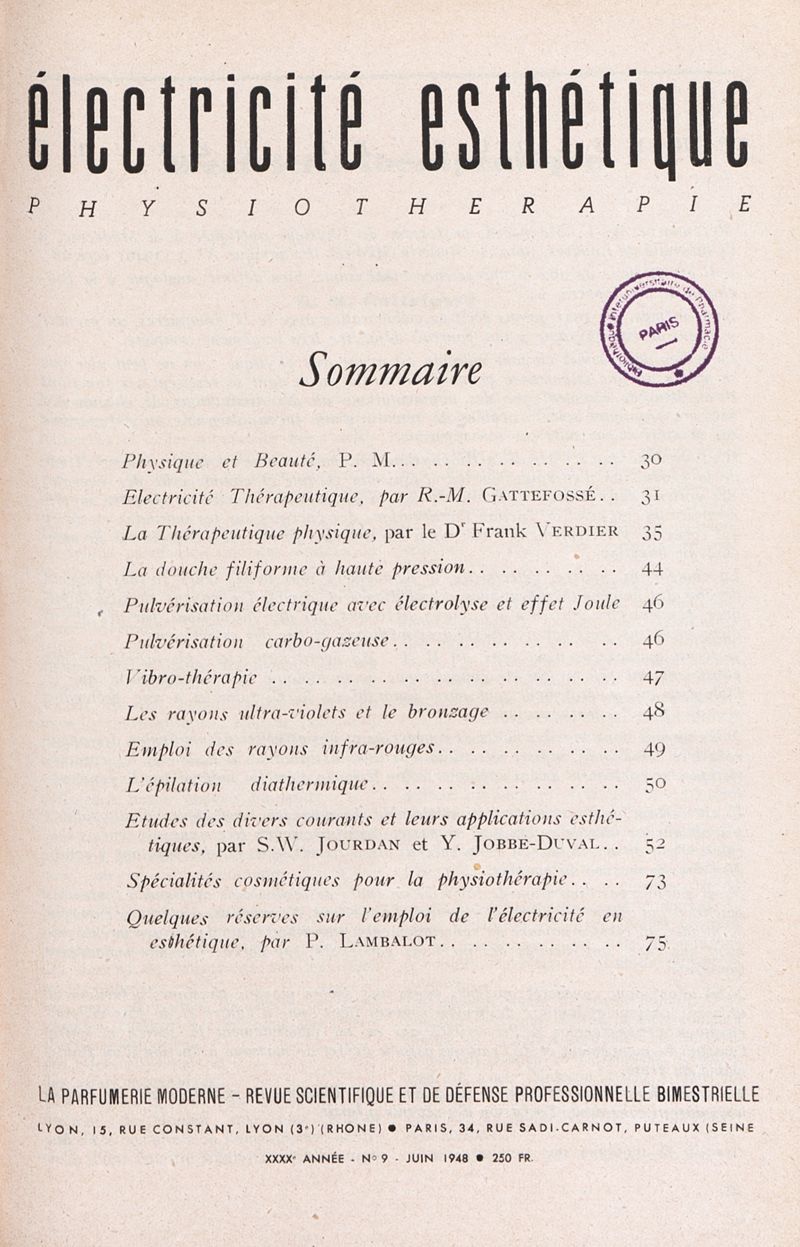 électricité esthétique
PHYSIOTHERAPIE
Bibliothèque Interuniversitaire de Pharmacie
PARIS
Sommaire
Physique et Beauté, P. M. . . . . . . . . . . . . . 30
Electricité Thérapeutique, par R.-M. GATTEFOSSÉ . . 31
La Thérapeutique physique, par le Dr Frank VERDIER 35
La douche filiforme à haute pression . . . . . . . . . . 44
Pulvérisation électrique avec électrolyse et effet Joule 46
Pulvérisation carbo-gazeuse . . . . . . . . . . . . . . 46
Vibro-thérapie . . . . . . . . . . . . . . . . . . . . . . 47
Les rayons ultra-violets et le bronzage . . . . . . . . 48
Emploi des rayons infra-rouges . . . . . . . . . . . . 49
L'épilation diathermique . . . . . . . . . . . . . . . . 50
Etudes des divers courants et leurs applications esthé-
tiques, par S.W. JOURDAN et Y. JOBBE-DUVAL . . 52
Spécialités cosmétiques pour la physiothérapie . . . . 73
Quelques réserves sur l'emploi de l'électricité en
esthétique, par P. LAMBALOT . . . . . . . . . . . . 75
LA PARFUMERIE MODERNE - REVUE SCIENTIFIQUE ET DE DÉFENSE PROFESSIONNELLE BIMESTRIELLE
LYON, 15, RUE CONSTANT, LYON (3e) (RHONE) ● PARIS, 34, RUE SADI-CARNOT, PUTEAUX (SEINE
XXXXe ANNÉE - No 9 - JUIN 1948 ● 250 FR.